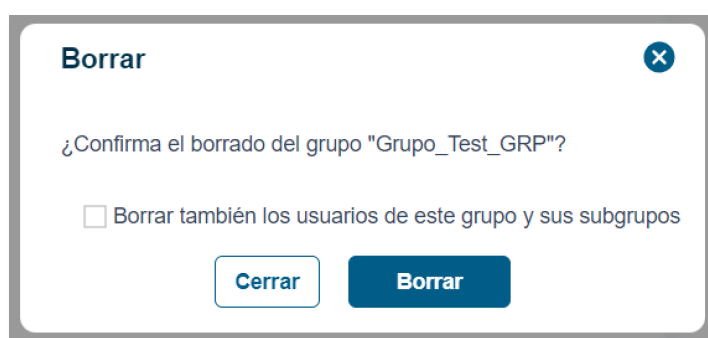 Borrar
¿Confirma el borrado del grupo "Grupo_Test_GRP"?
Borrar también los usuarios de este grupo y sus subgrupos
Cerrar
Borrar